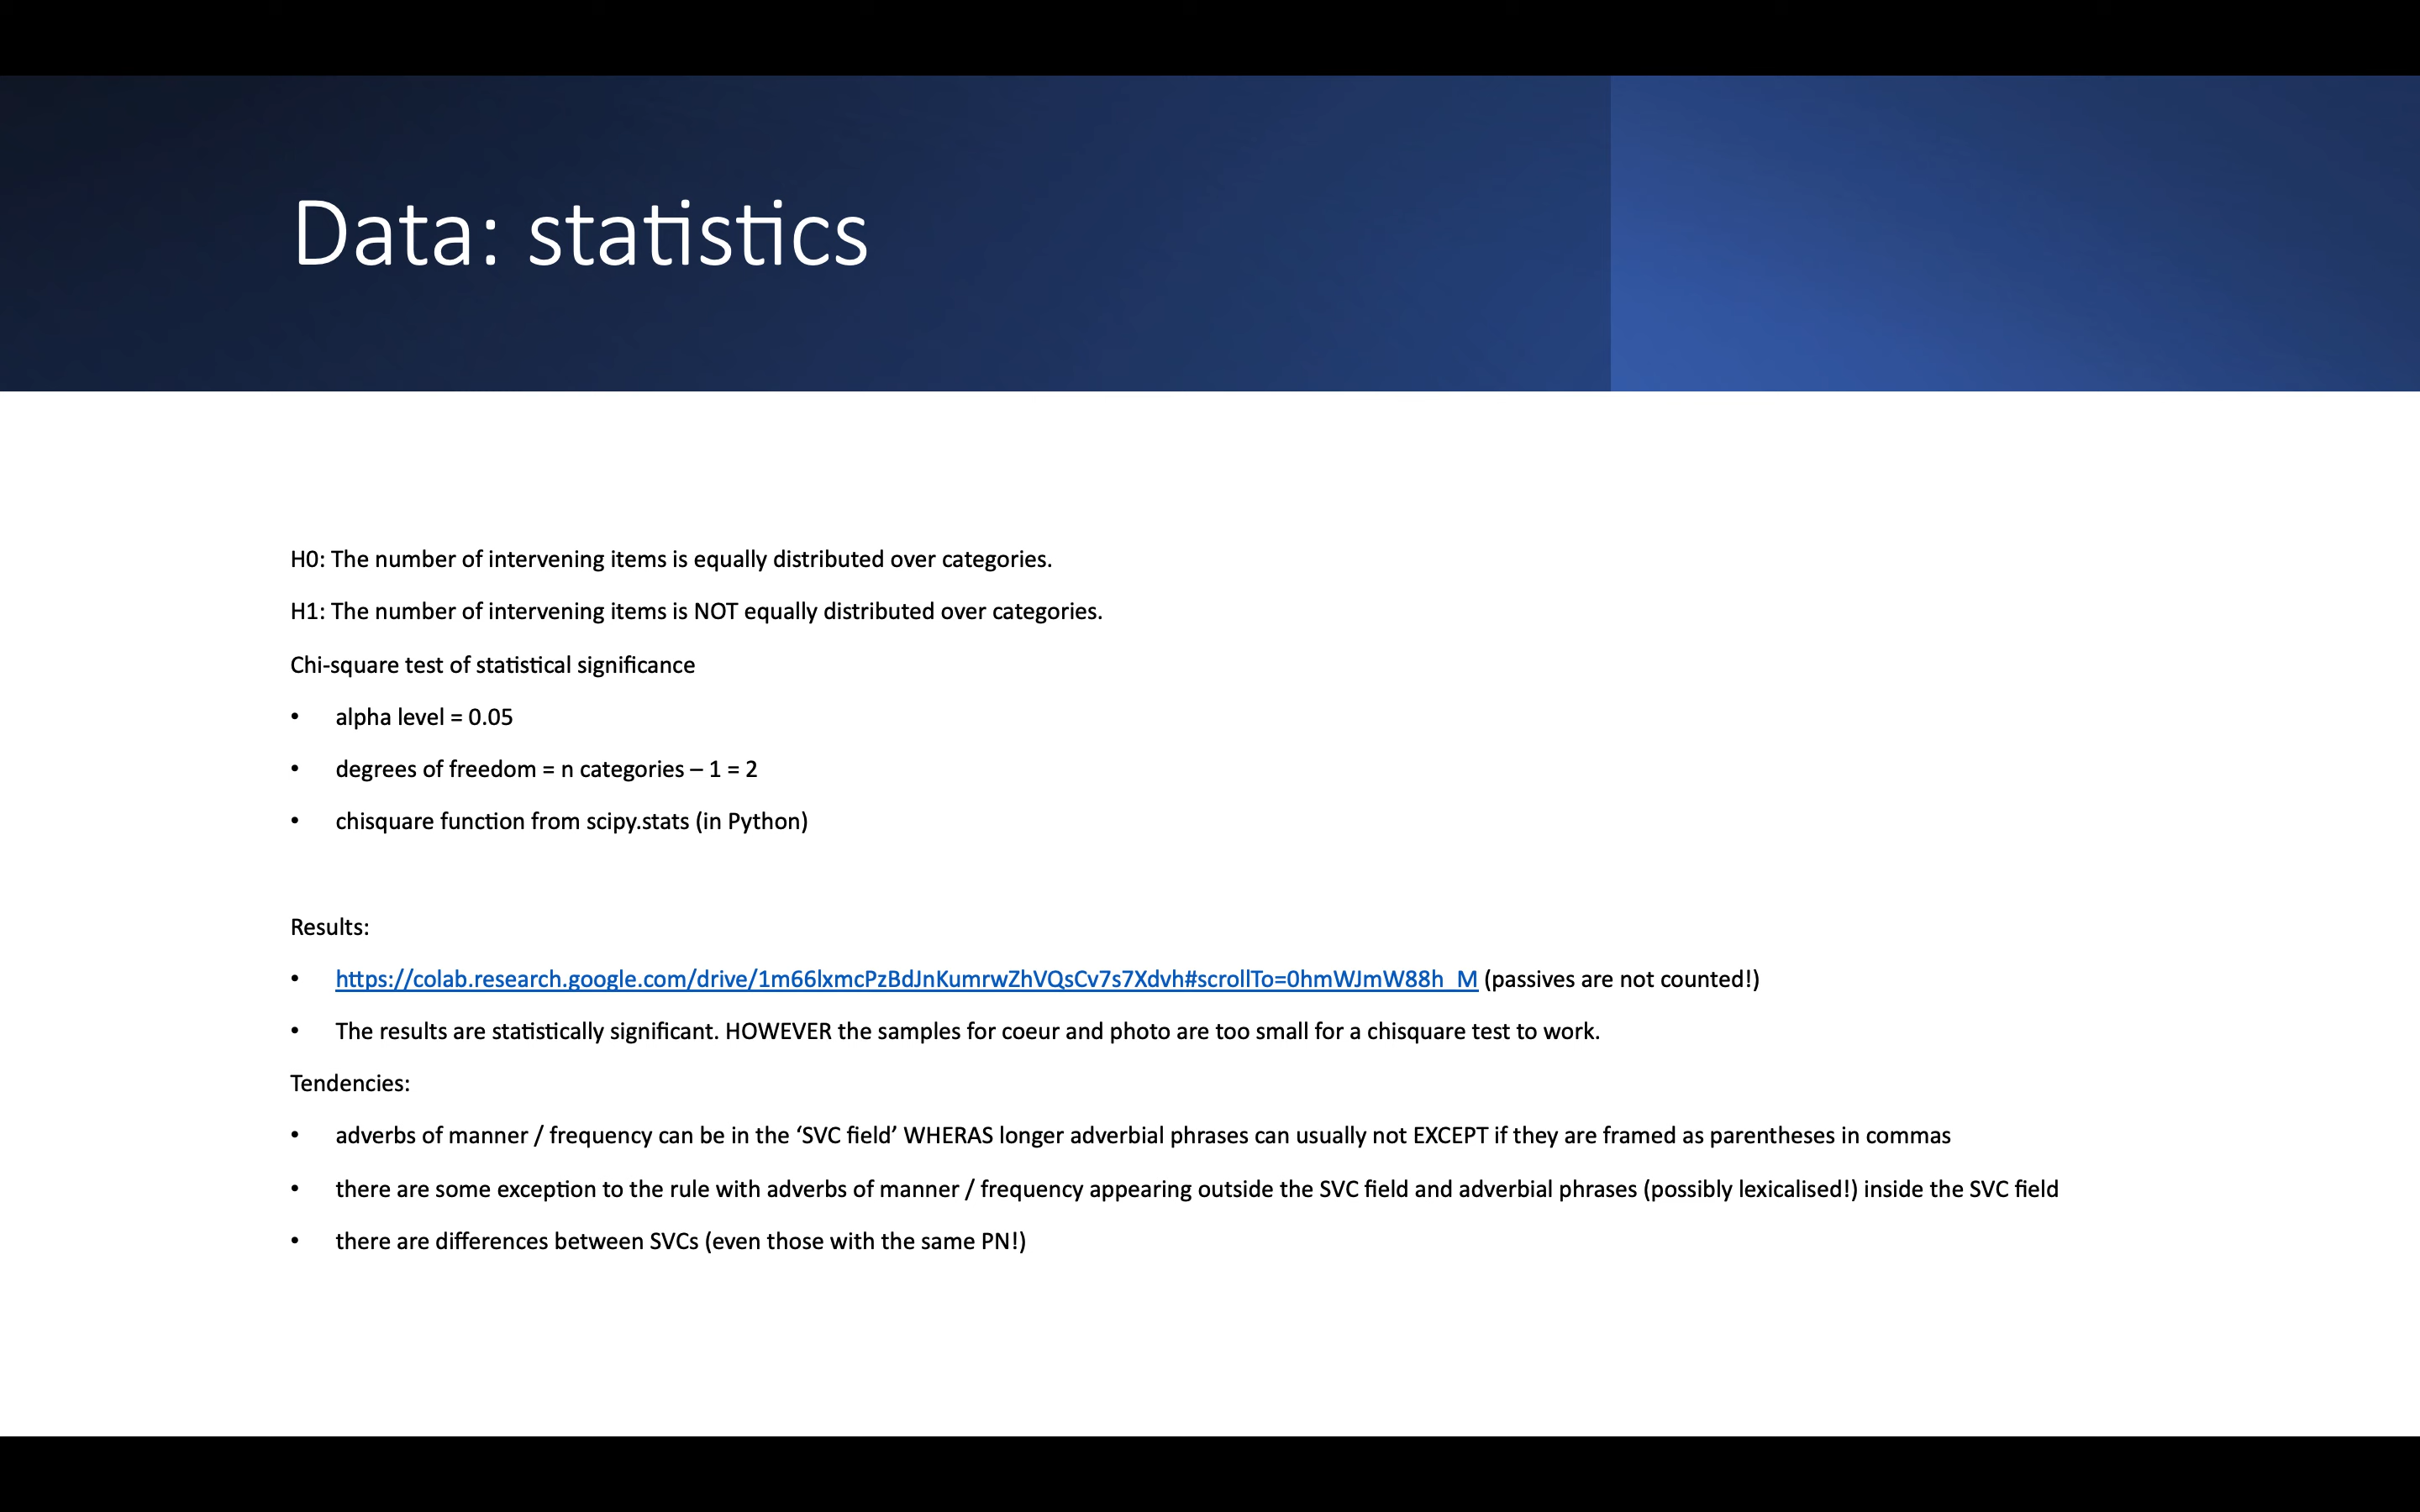 Data: statistics
H0: The number of intervening items is equally distributed over categories.
H1: The number of intervening items is NOT equally distributed over categories.
Chi-square test of statistical significance
• alpha level = 0.05
• degrees of freedom = n categories – 1 = 2
• chisquare function from scipy.stats (in Python)
Results:
• https://colab.research.google.com/drive/1m66lxmcPzBdJnKumrwZhVQsCv7s7Xdvh#scrollTo=0hmWJmW88h_M (passives are not counted!)
• The results are statistically significant. HOWEVER the samples for coeur and photo are too small for a chisquare test to work.
Tendencies:
• adverbs of manner / frequency can be in the ‘SVC field’ WHERAS longer adverbial phrases can usually not EXCEPT if they are framed as parentheses in commas
• there are some exception to the rule with adverbs of manner / frequency appearing outside the SVC field and adverbial phrases (possibly lexicalised!) inside the SVC field
• there are differences between SVCs (even those with the same PN!)